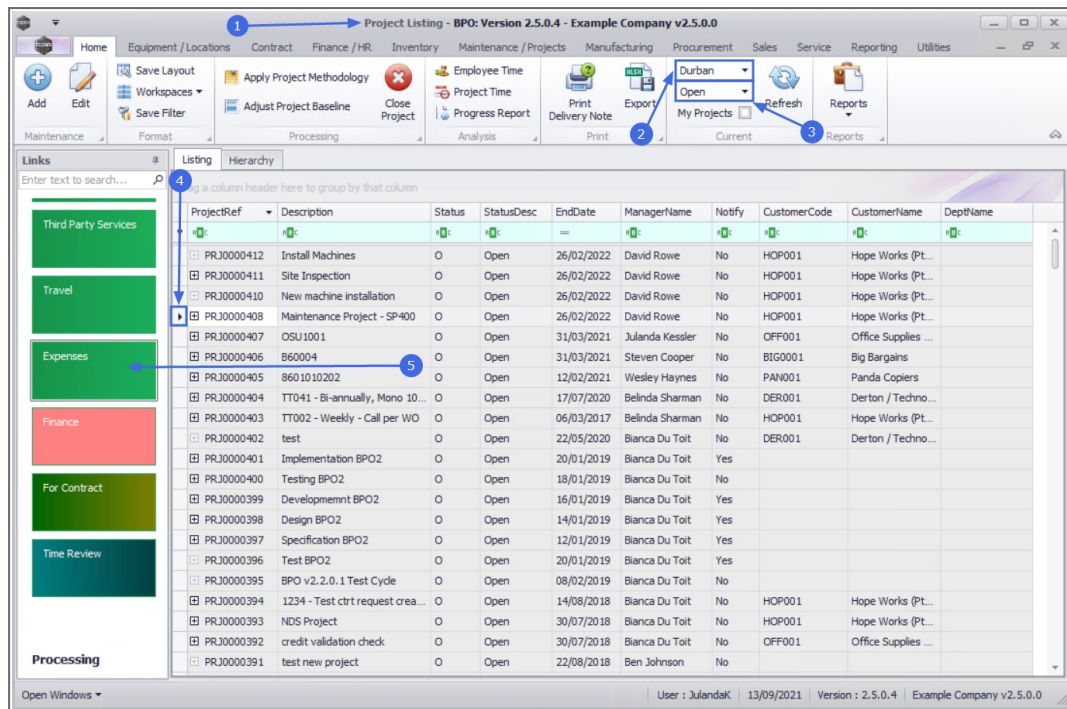 1
Project Listing - BPO: Version 2.5.0.4 - Example Company v2.5.0.0
Home Equipment / Locations Contract Finance / HR Inventory Maintenance / Projects Manufacturing Procurement Sales Service Reporting Utilities
Add
Edit
Save Layout
Workspaces
Save Filter
Apply Project Methodology
Adjust Project Baseline
Close Project
Employee Time
Project Time
Progress Report
Print Delivery Note
Export
Durban
Open
My Projects
Refresh
Reports
2
3
Maintenance Format Processing Analysis Print Current Reports
Links
Enter text to search...
4
Listing Hierarchy
a column header here to group by that column
ProjectRef Description Status StatusDesc EndDate ManagerName Notify CustomerCode CustomerName DeptName
=
PRJ0000412 Install Machines O Open 26/02/2022 David Rowe No HOP001 Hope Works (Pt...
PRJ0000411 Site Inspection O Open 26/02/2022 David Rowe No HOP001 Hope Works (Pt...
PRJ0000410 New machine installation O Open 26/02/2022 David Rowe No HOP001 Hope Works (Pt...
PRJ0000408 Maintenance Project - SP400 O Open 26/02/2022 David Rowe No HOP001 Hope Works (Pt...
PRJ0000407 OSU1001 O Open 31/03/2021 Julanda Kessler No OFF001 Office Supplies ...
PRJ0000406 B60004 O Open 31/03/2021 Steven Cooper No BIG0001 Big Bargains
PRJ0000405 8601010202 O Open 12/02/2021 Wesley Haynes No PAN001 Panda Copiers
PRJ0000404 TT041 - Bi-annually, Mono 10... O Open 17/07/2020 Belinda Sharman No DER001 Derton / Techno...
PRJ0000403 TT002 - Weekly - Call per WO O Open 06/03/2017 Belinda Sharman No HOP001 Hope Works (Pt...
PRJ0000402 test O Open 22/05/2020 Bianca Du Toit No DER001 Derton / Techno...
PRJ0000401 Implementation BPO2 O Open 20/01/2019 Bianca Du Toit Yes
PRJ0000400 Testing BPO2 O Open 18/01/2019 Bianca Du Toit No
PRJ0000399 Developmemnt BPO2 O Open 16/01/2019 Bianca Du Toit Yes
PRJ0000398 Design BPO2 O Open 14/01/2019 Bianca Du Toit Yes
PRJ0000397 Specification BPO2 O Open 12/01/2019 Bianca Du Toit Yes
PRJ0000396 Test BPO2 O Open 20/01/2019 Bianca Du Toit Yes
PRJ0000395 BPO v2.2.0.1 Test Cycle O Open 08/02/2019 Bianca Du Toit No
PRJ0000394 1234 - Test ctrt request crea... O Open 14/08/2018 Bianca Du Toit No HOP001 Hope Works (Pt...
PRJ0000393 NDS Project O Open 30/07/2018 Bianca Du Toit No HOP001 Hope Works (Pt...
PRJ0000392 credit validation check O Open 30/07/2018 Bianca Du Toit No OFF001 Office Supplies ...
PRJ0000391 test new project O Open 22/08/2018 Ben Johnson No
Third Party Services
Travel
Expenses
5
Finance
For Contract
Time Review
Processing
Open Windows
User : JulandaK 13/09/2021 Version : 2.5.0.4 Example Company v2.5.0.0